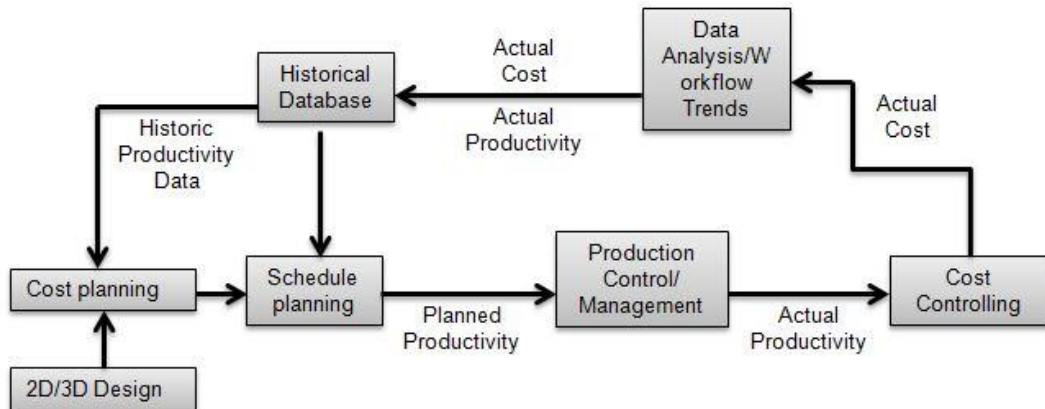 Data
Analysis/W
orkflow
Trends
Actual
Cost
Historical
Database
Actual
Productivity
Actual
Cost
Historic
Productivity
Data
Cost planning
Schedule
planning
Planned
Productivity
Production
Control/
Management
Actual
Productivity
Cost
Controlling
2D/3D Design